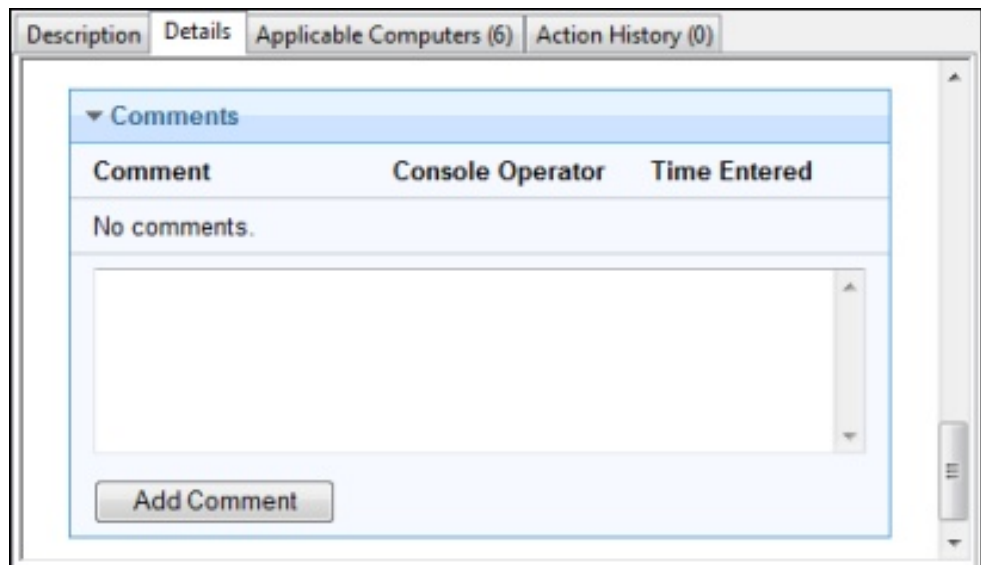 Description Details Applicable Computers (6) Action History (0)
Comments
Comment Console Operator Time Entered
No comments.
Add Comment